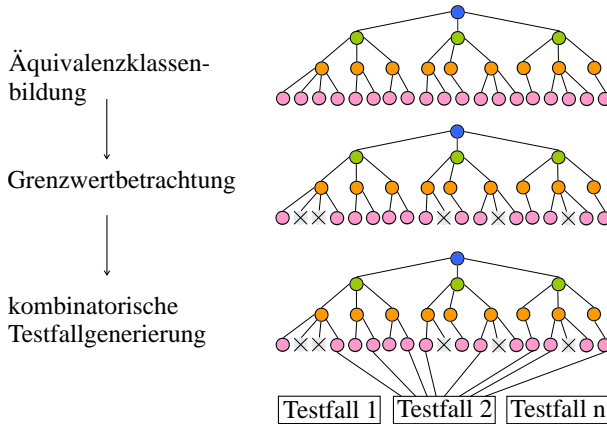 Äquivalenzklassen-
bildung
Grenzwertbetrachtung
kombinatorische
Testfallgenerierung
Testfall 1
Testfall 2
Testfall n